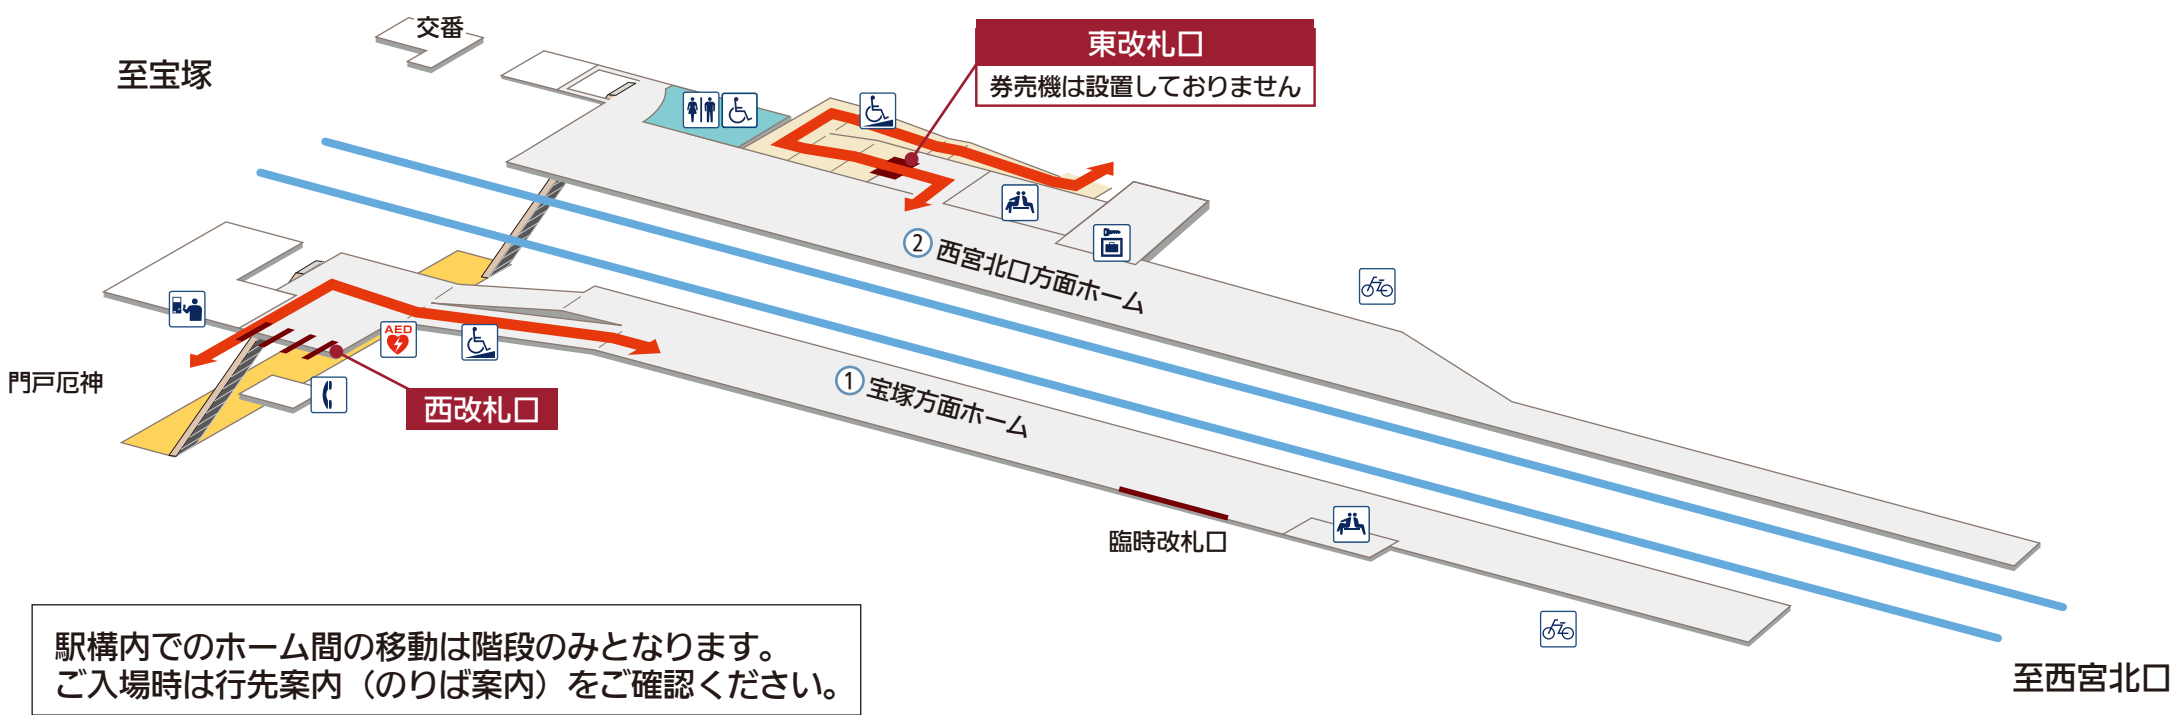 交番
至宝塚
東改札口
券売機は設置しておりません
② 西宮北口方面ホーム
AED
門戸厄神
西改札口
① 宝塚方面ホーム
臨時改札口
駅構内でのホーム間の移動は階段のみとなります。
ご入場時は行先案内（のりば案内）をご確認ください。
至西宮北口